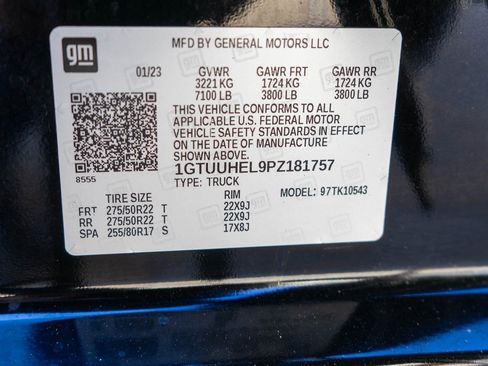 gm
MFD BY GENERAL MOTORS LLC
01/23 GVWR GAWR FRT GAWR RR
3221 KG 1724 KG 1724 KG
7100 LB 3800 LB 3800 LB
THIS VEHICLE CONFORMS TO ALL
APPLICABLE U.S. FEDERAL MOTOR
VEHICLE SAFETY STANDARDS IN EFFECT
ON THE DATE OF MANUFACTURE
SHOWN ABOVE.
8555
1GTUUHEL9PZ181757
TYPE: TRUCK MODEL: 97TK10543
TIRE SIZE RIM
FRT 275/50R22 T 22X9J
RR 275/50R22 T 22X9J
SPA 255/80R17 S 17X8J